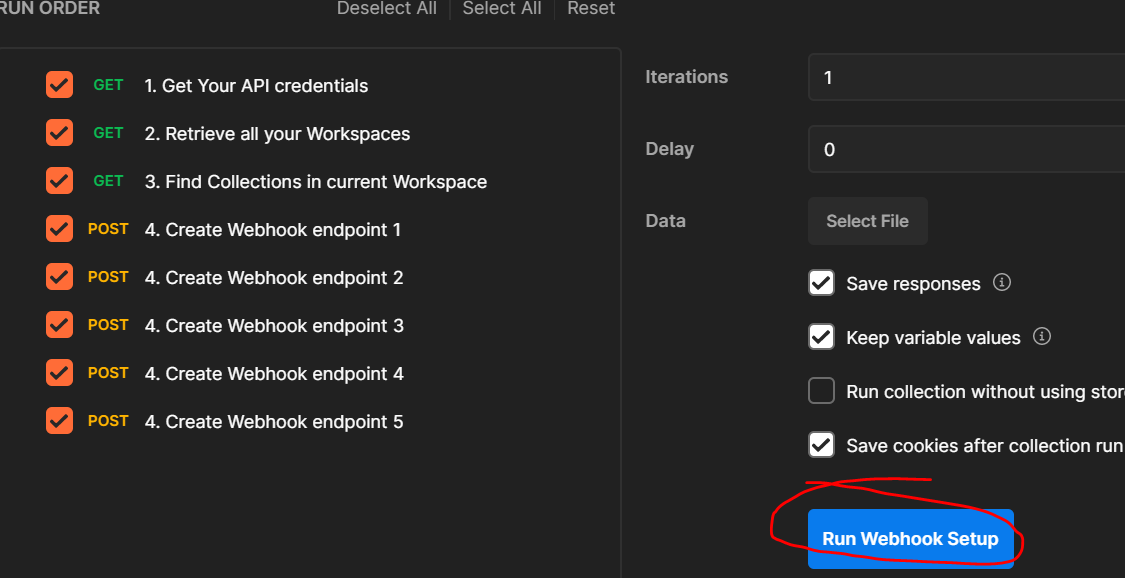 RUN ORDER
Deselect All
Select All
Reset
GET 1. Get Your API credentials
GET 2. Retrieve all your Workspaces
GET 3. Find Collections in current Workspace
POST 4. Create Webhook endpoint 1
POST 4. Create Webhook endpoint 2
POST 4. Create Webhook endpoint 3
POST 4. Create Webhook endpoint 4
POST 4. Create Webhook endpoint 5
Iterations 1
Delay 0
Data Select File
Save responses
Keep variable values
Run collection without using
Save cookies after collection run
Run Webhook Setup